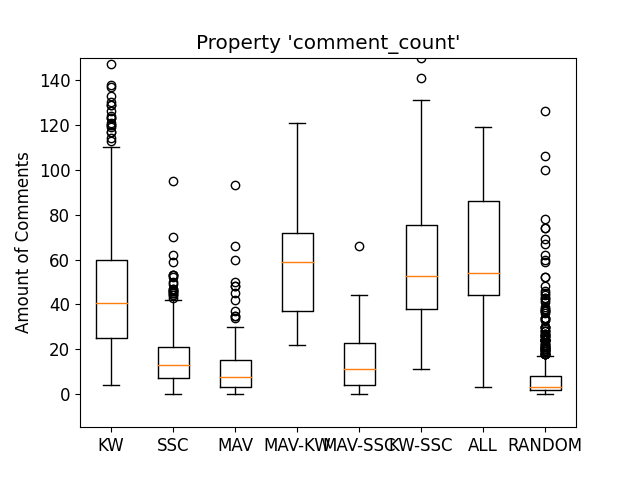 Property 'comment_count'
Amount of Comments
140
120
100
80
60
40
20
0
KW SSC MAV MAV-KW MAV-SSC KW-SSC ALL RANDOM